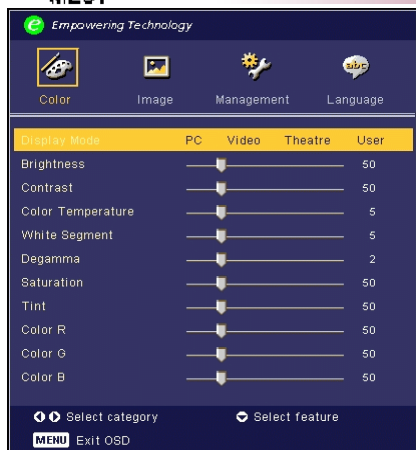 e Empowering Technology
Color Image Management abc Language
Display Mode PC Video Theatre User
Brightness 50
Contrast 50
Color Temperature 5
White Segment 5
Degamma 2
Saturation 50
Tint 50
Color R 50
Color G 50
Color B 50
Select category Select feature
MENU Exit OSD